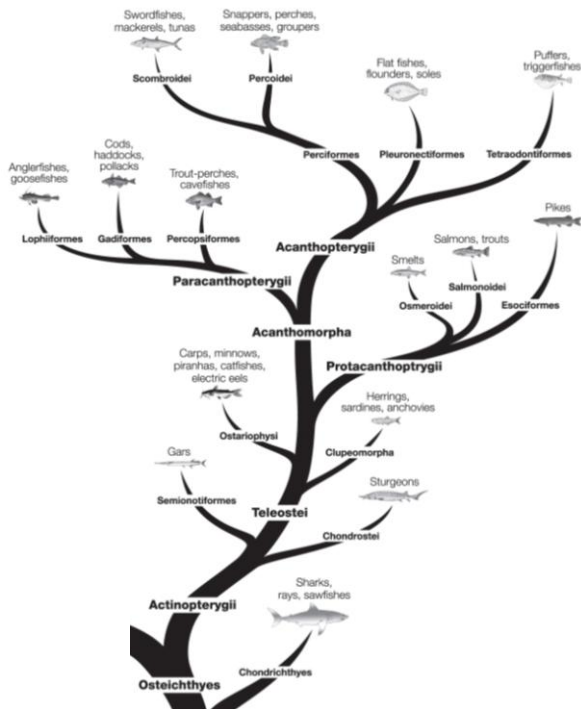 Swordfishes,
mackerels, tunas
Scombroidei
Snappers, perches,
seabasses, groupers
Percoidei
Flat fishes,
flounders, soles
Pleuronectiformes
Puffers,
triggerfishes
Tetraodontiformes
Perciformes
Anglerfishes,
goosefishes
Lophiiformes
Cods,
haddocks,
pollacks
Gadiformes
Trout-perches,
cavefishes
Percopsiformes
Acanthopterygii
Paracanthopterygii
Pikes
Esociformes
Salmons, trouts
Salmonoidei
Smelts
Osmeroidei
Acanthomorpha
Protacanthoptrygii
Carps, minnows,
piranhas, catfishes,
electric eels
Ostariophysi
Herrings,
sardines, anchovies
Clupeomorpha
Gars
Semionotiformes
Sturgeons
Chondrostei
Teleostei
Actinopterygii
Sharks,
rays, sawfishes
Chondrichthyes
Osteichthyes